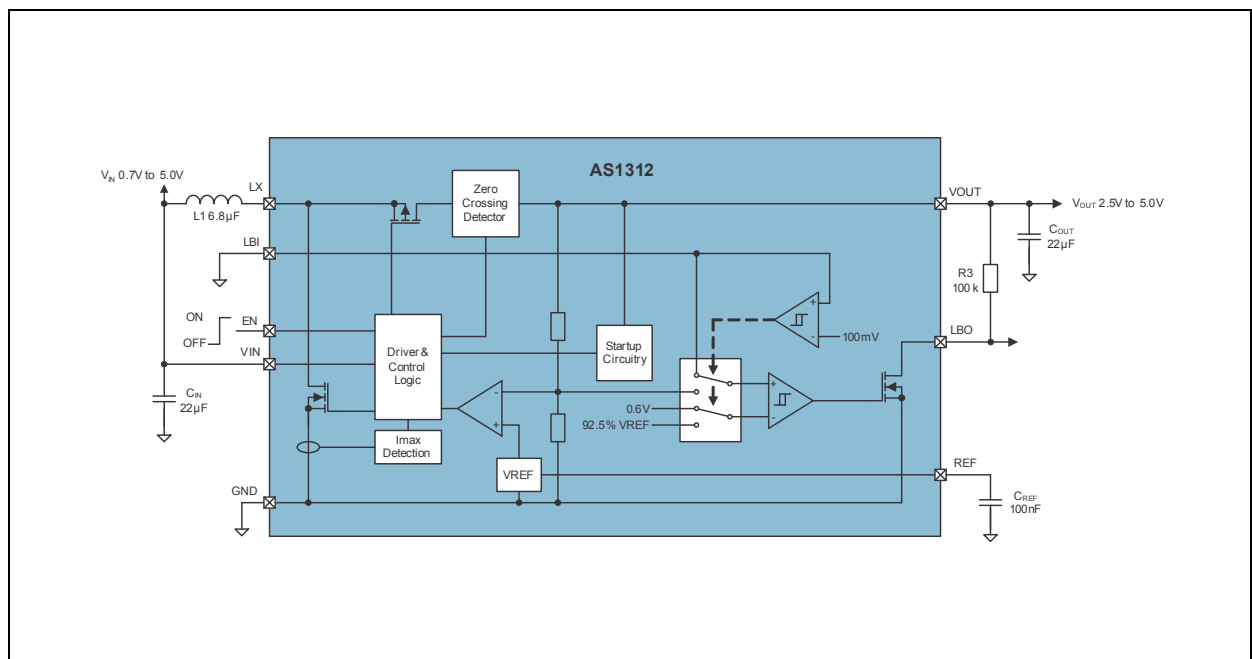 AS1312
VIN 0.7V to 5.0V
LX
L1 6.8µF
Zero
Crossing
Detector
VOUT
VOUT 2.5V to 5.0V
COUT
22µF
LBI
R3
100k
ON
OFF
EN
VIN
Driver &
Control
Logic
Startup
Circuitry
+
-
100mV
LBO
CIN
22µF
-
+
0.6V
92.5% VREF
+
-
Imax
Detection
VREF
REF
GND
CREF
100nF